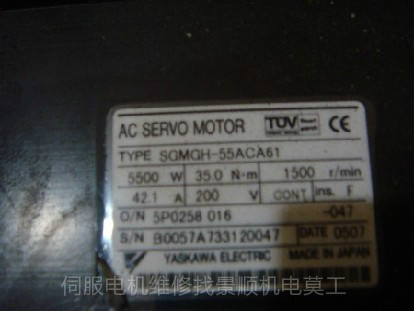 AC SERVO MOTOR TÜV CE
TYPE SGMGH-55ACA61
5500 W 35.0 N·m 1500 r/min
42.1 A 200 V CONT. ins. F
O/N 5P0258 016 -047
S/N B0057A733120047 DATE 0507
YASKAWA ELECTRIC MADE IN JAPAN
伺服电机维修找景顺机电莫工